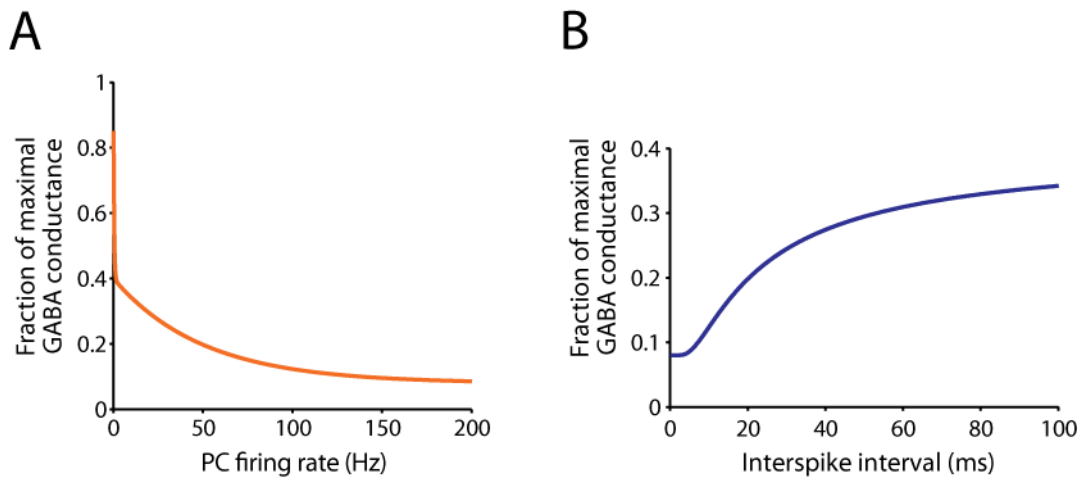 A
Fraction of maximal
GABA conductance
1
0.8
0.6
0.4
0.2
0
0 50 100 150 200
PC firing rate (Hz)
B
Fraction of maximal
GABA conductance
0.4
0.3
0.2
0.1
0
0 20 40 60 80 100
Interspike interval (ms)